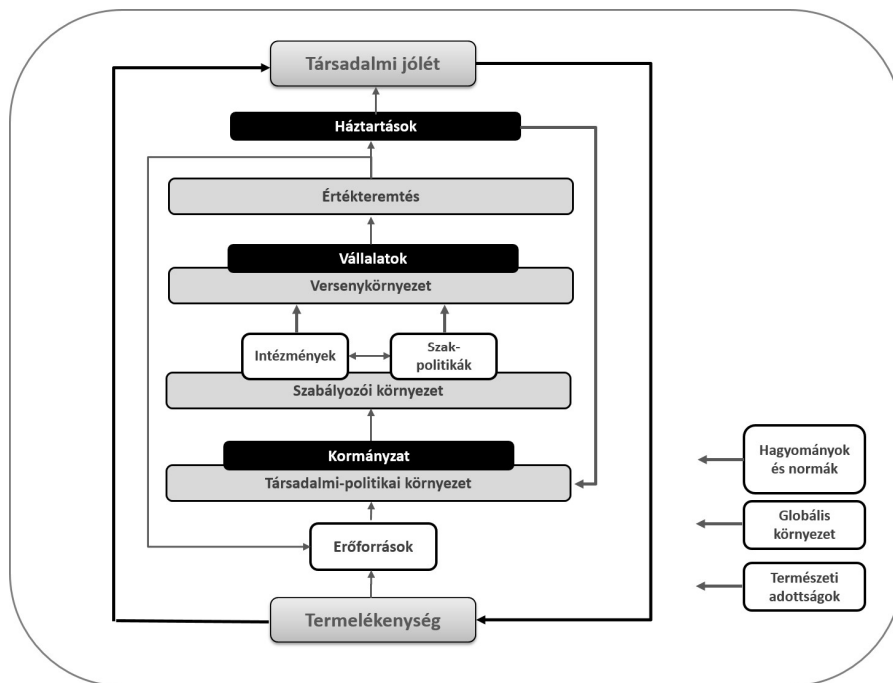 Társadalmi jólét
Háztartások
Értékteremtés
Vállalatok
Versenykörnyezet
Intézmények
Szak-
politikák
Szabályozói környezet
Kormányzat
Társadalmi-politikai környezet
Erőforrások
Termelékenység
Hagyományok
és normák
Globális
környezet
Természeti
adottságok